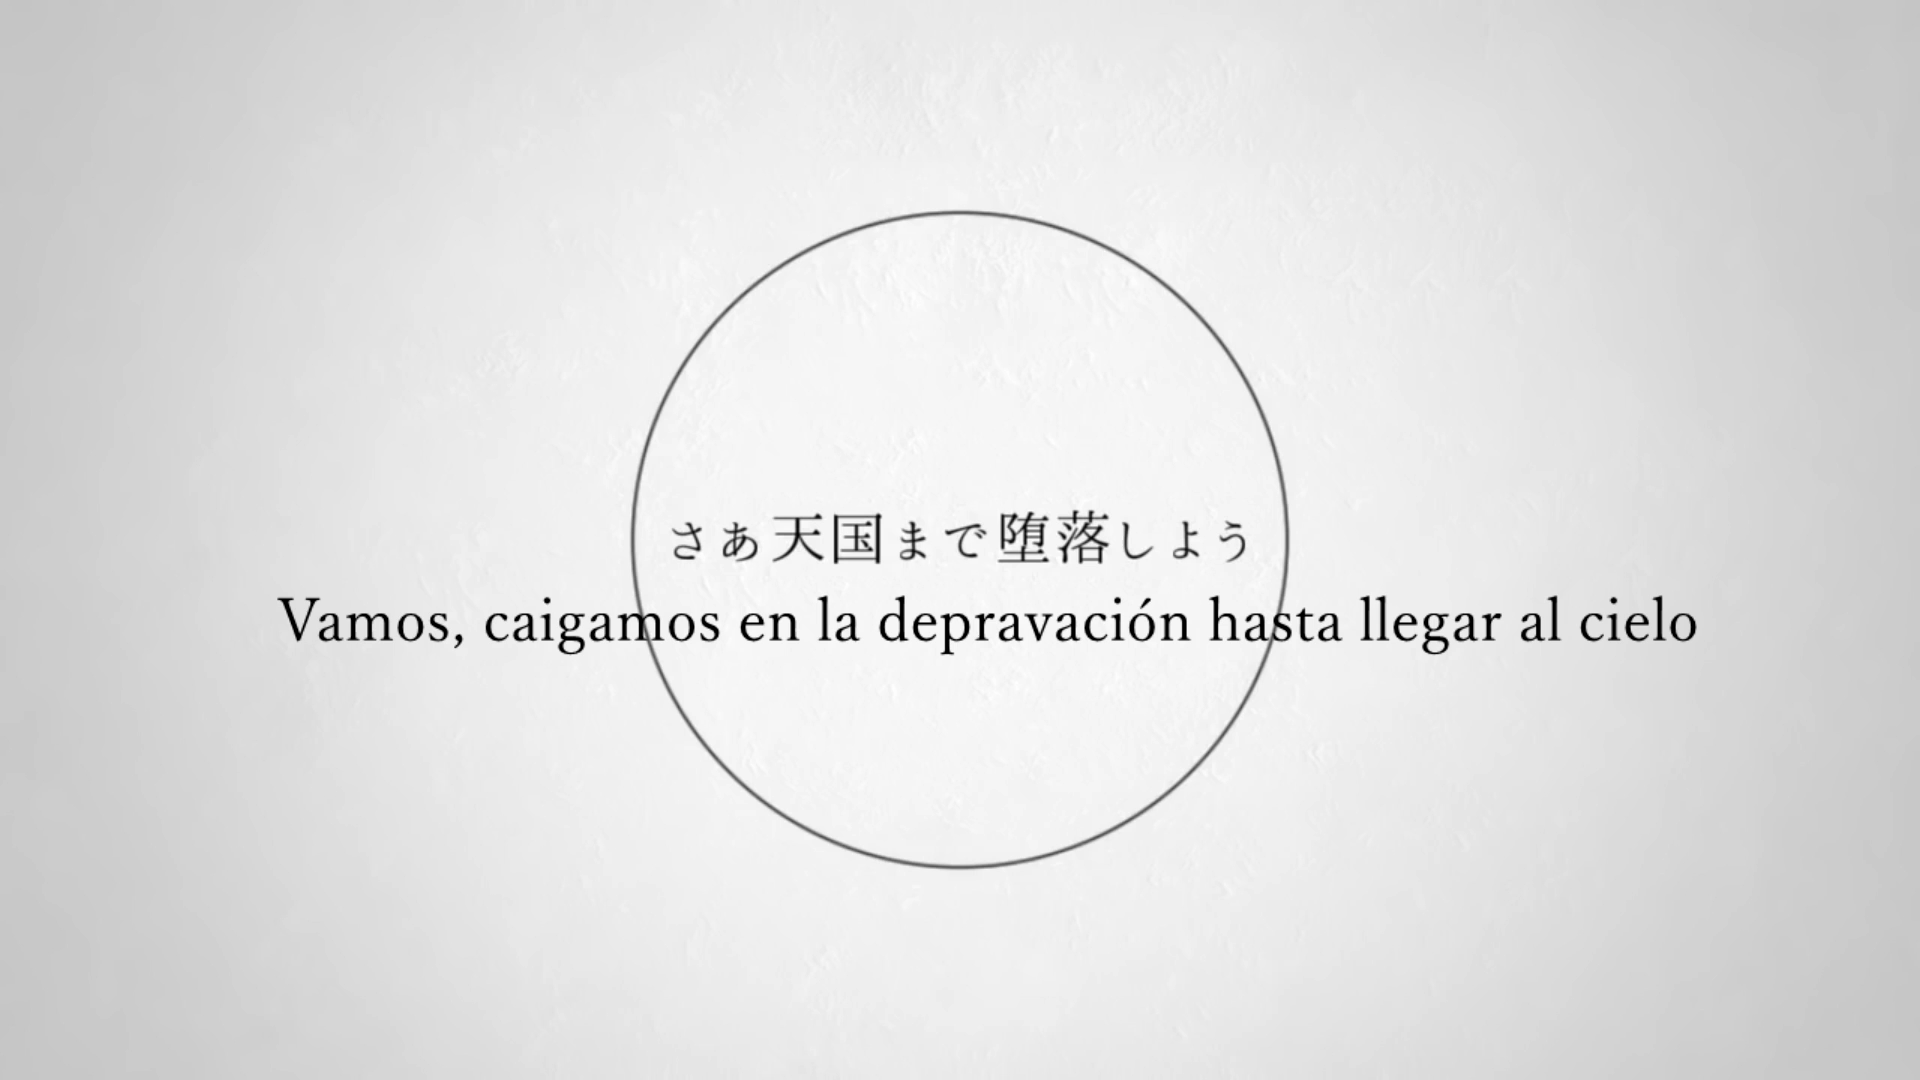 さあ天国まで堕落しよう
Vamos, caigamos en la depravación hasta llegar al cielo